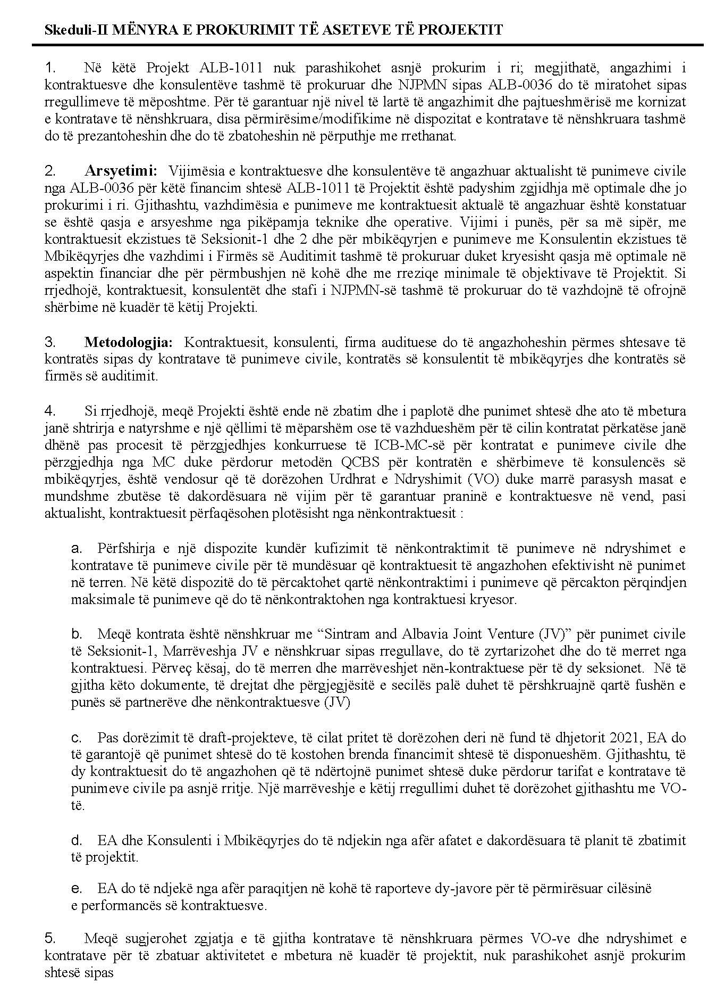 Skeduli-II MËNYRA E PROKURIMIT TË ASETEVE TË PROJEKTIT
1. Në këtë Projekt ALB-1011 nuk parashikohet asnjë prokurim i ri; megjithatë, angazhimi i
kontraktuesve dhe konsulentëve tashmë të prokuruar dhe NJPMN sipas ALB-0036 do të miratohet sipas
rregullimeve të mëposhtme. Për të garantuar një nivel të lartë të angazhimit dhe pajtueshmërisë me kornizat
e kontratave të nënshkruara, disa përmirësime/modifikime në dispozitat e kontratave të nënshkruara tashmë
do të prezantoheshin dhe do të zbatoheshin në përputhje me rrethanat.
2. Arsyetimi: Vijimësia e kontraktuesve dhe konsulentëve të angazhuar aktualisht të punimeve civile
nga ALB-0036 për këtë financim shtesë ALB-1011 të Projektit është padyshim zgjidhja më optimale dhe jo
prokurimi i ri. Gjithashtu, vazhdimësia e punimeve me kontraktuesit aktualë të angazhuar është konstatuar
se është qasja e arsyeshme nga pikëpamja teknike dhe operative. Vijimi i punës, për sa më sipër, me
kontraktuesit ekzistues të Seksionit-1 dhe 2 dhe për mbikëqyrjen e punimeve me Konsulentin ekzistues të
Mbikëqyrjes dhe vazhdimi i Firmës së Auditimit tashmë të prokuruar duket kryesisht qasja më optimale në
aspektin financiar dhe për përmbushjen në kohë dhe me rreziqe minimale të objektivave të Projektit. Si
rrjedhojë, kontraktuesit, konsulentët dhe stafi i NJPMN-së tashmë të prokuruar do të vazhdojnë të ofrojnë
shërbime në kuadër të këtij Projekti.
3. Metodologjia: Kontraktuesit, konsulenti, firma audituese do të angazhoheshin përmes shtesave të
kontratës sipas dy kontratave të punimeve civile, kontratës së konsulentit të mbikëqyrjes dhe kontratës së
firmës së auditimit.
4. Si rrjedhojë, meqë Projekti është ende në zbatim dhe i paplotë dhe punimet shtesë dhe ato të mbetura
janë shtrirja e natyrshme e një qëllimi të mëparshëm ose të vazhdueshëm për të cilin kontratat përkatëse janë
dhënë pas procesit të përzgjedhjes konkurruese të ICB-MC-së për kontratat e punimeve civile dhe
përzgjedhja nga MC duke përdorur metodën QCBS për kontratën e shërbimeve të konsulencës së
mbikëqyrjes, është vendosur që të dorëzohen Urdhrat e Ndryshimit (VO) duke marrë parasysh masat e
mundshme zbutëse të dakordësuara në vijim për të garantuar praninë e kontraktuesve në vend, pasi
aktualisht, kontraktuesit përfaqësohen plotësisht nga nënkontraktuesit :
a. Përfshirja e një dispozite kundër kufizimit të nënkontraktimit të punimeve në ndryshimet e
kontratave të punimeve civile për të mundësuar që kontraktuesit të angazhohen efektivisht në punimet
në terren. Në këtë dispozitë do të përcaktohet qartë nënkontraktimi i punimeve që përcakton përqindjen
maksimale të punimeve që do të nënkontraktohen nga kontraktuesi kryesor.
b. Meqë kontrata është nënshkruar me “Sintram and Albavia Joint Venture (JV)” për punimet civile
të Seksionit-1, Marrëveshja JV e nënshkruar sipas rregullave, do të zyrtarizohet dhe do të merret nga
kontraktuesi. Përveç kësaj, do të merren dhe marrëveshjet nën-kontraktuese për të dy seksionet. Në të
gjitha këto dokumente, të drejtat dhe përgjegjësitë e secilës palë duhet të përshkruajnë qartë fushën e
punës së partnerëve dhe nënkontraktuesve (JV)
c. Pas dorëzimit të draft-projekteve, të cilat pritet të dorëzohen deri në fund të dhjetorit 2021, EA do
të garantojë që punimet shtesë do të kostohen brenda financimit shtesë të disponueshëm. Gjithashtu, të
dy kontraktuesit do të angazhohen që të ndërtojnë punimet shtesë duke përdorur tarifat e kontratave të
punimeve civile pa asnjë rritje. Një marrëveshje e këtij rregullimi duhet të dorëzohet gjithashtu me VO-
të.
d. EA dhe Konsulenti i Mbikëqyrjes do të ndjekin nga afër afatet e dakordësuara të planit të zbatimit
të projektit.
e. EA do të ndjekë nga afër paraqitjen në kohë të raporteve dy-javore për të përmirësuar cilësinë
e performancës së kontraktuesve.
5. Meqë sugjerohet zgjatja e të gjitha kontratave të nënshkruara përmes VO-ve dhe ndryshimet e
kontratave për të zbatuar aktivitetet e mbetura në kuadër të projektit, nuk parashikohet asnjë prokurim
shtesë sipas